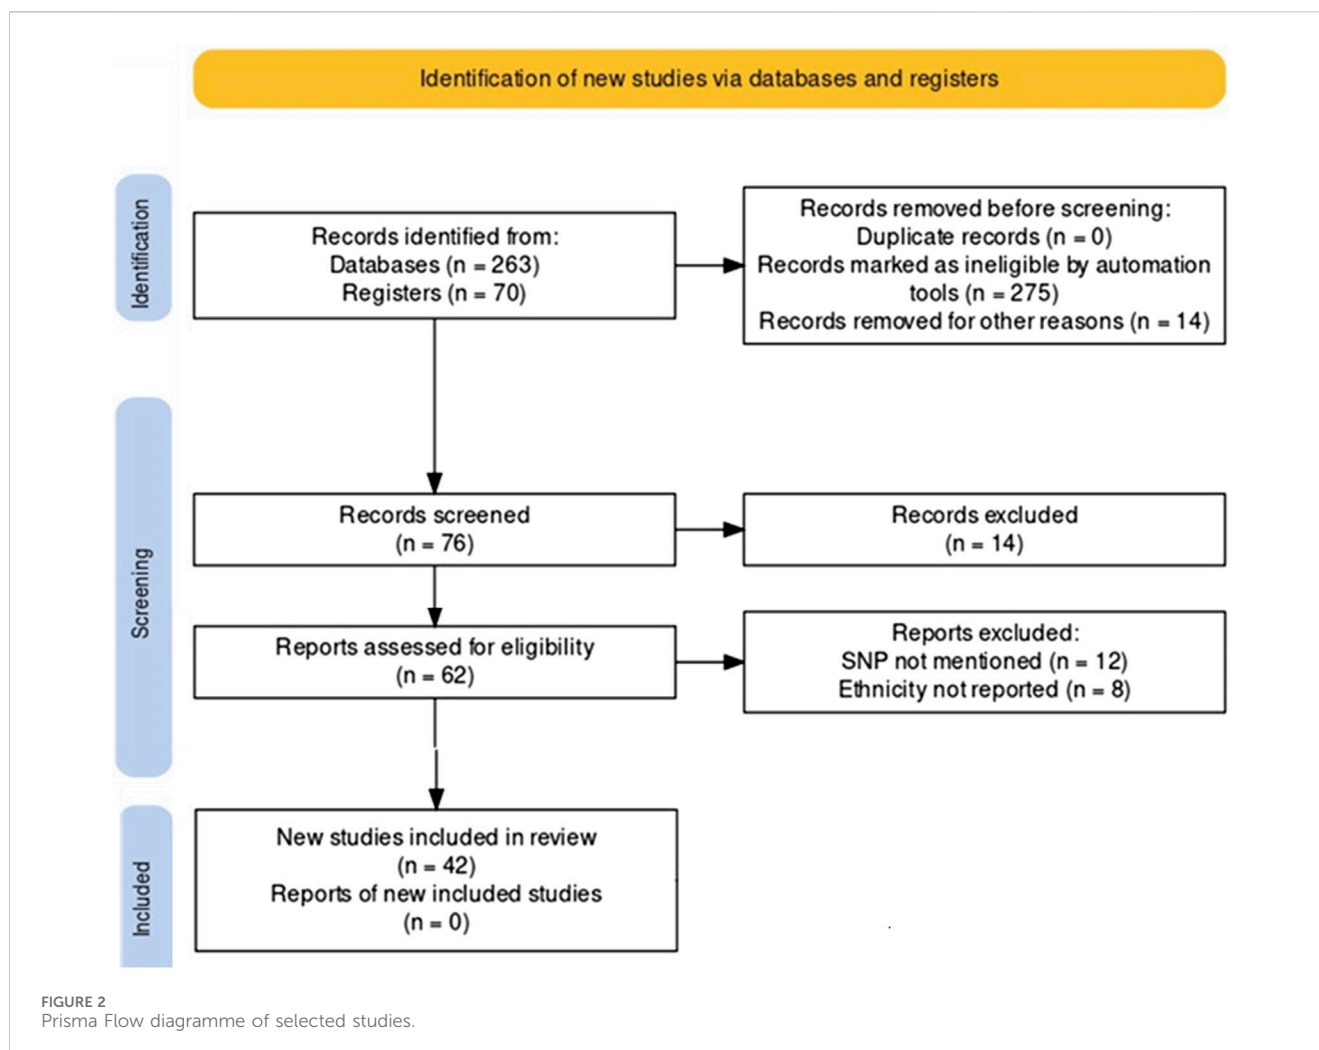 Identification of new studies via databases and registers
Identification
Records identified from:
Databases (n = 263)
Registers (n = 70)
Records removed before screening:
Duplicate records (n = 0)
Records marked as ineligible by automation
tools (n = 275)
Records removed for other reasons (n = 14)
Screening
Records screened
(n = 76)
Records excluded
(n = 14)
Reports assessed for eligibility
(n = 62)
Reports excluded:
SNP not mentioned (n = 12)
Ethnicity not reported (n = 8)
Included
New studies included in review
(n = 42)
Reports of new included studies
(n = 0)
FIGURE 2
Prisma Flow diagramme of selected studies.